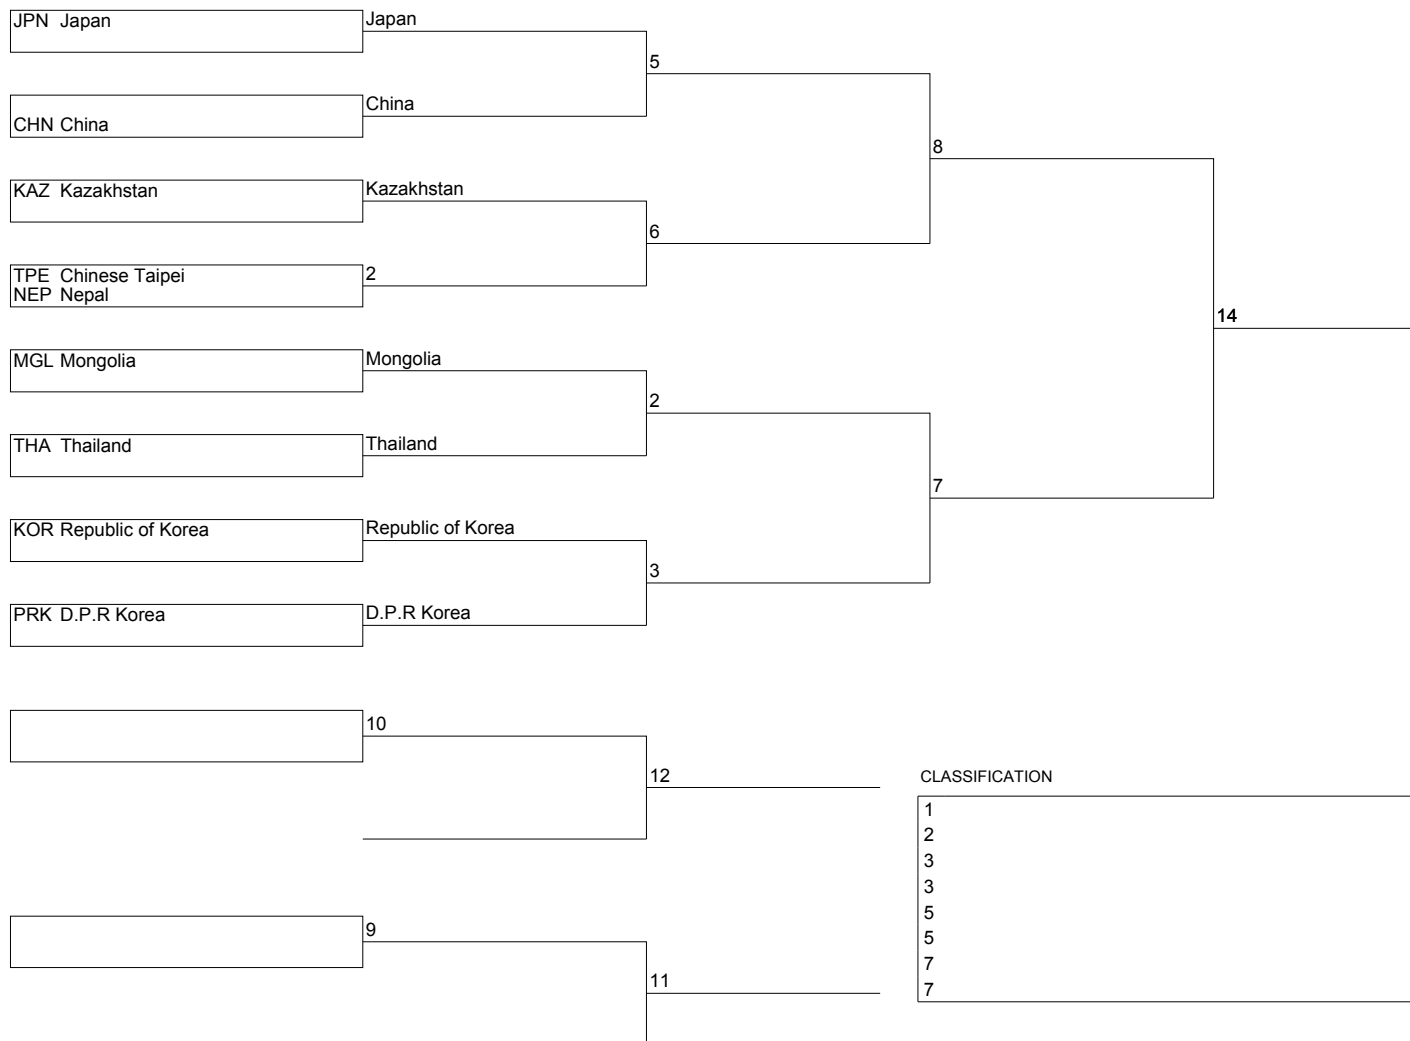 JPN Japan
Japan
5
CHN China
China
8
KAZ Kazakhstan
Kazakhstan
6
TPE Chinese Taipei
NEP Nepal
2
14
MGL Mongolia
Mongolia
2
THA Thailand
Thailand
7
KOR Republic of Korea
Republic of Korea
3
PRK D.P.R Korea
D.P.R Korea
10
12
9
11
CLASSIFICATION
1
2
3
3
5
5
7
7